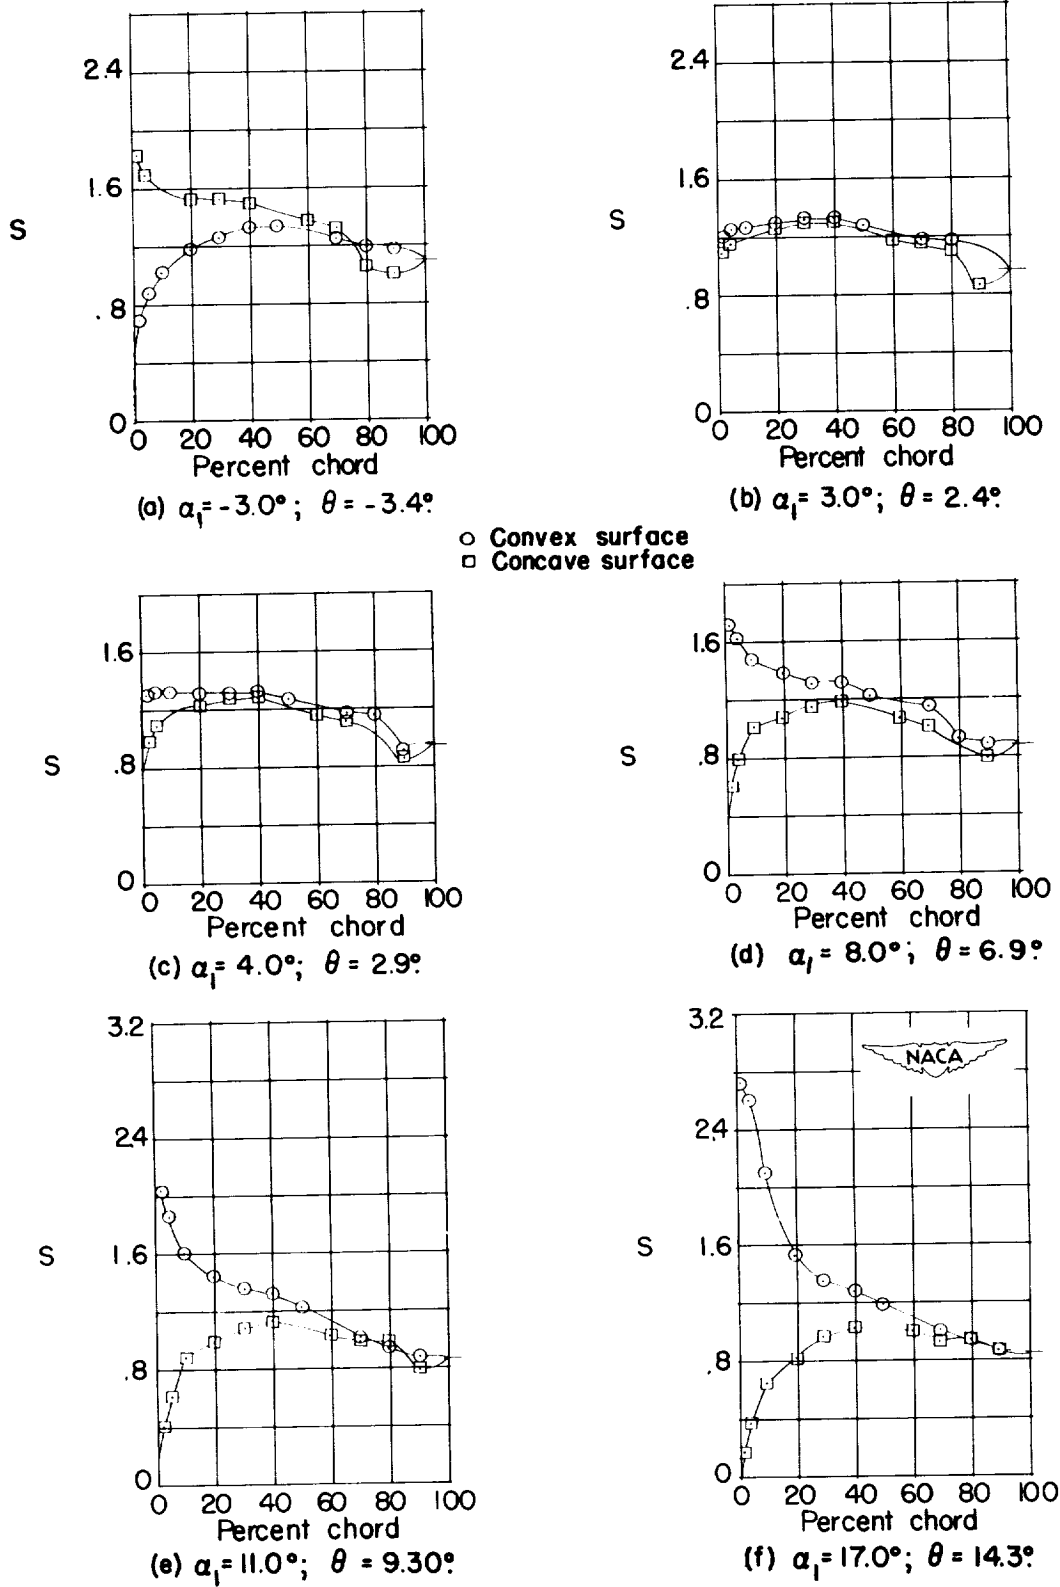 2.4
1.6
S
.8
0
0 20 40 60 80 100
Percent chord
(a) α₁= -3.0°; θ = -3.4°.
2.4
1.6
S
.8
0
0 20 40 60 80 100
Percent chord
(b) α₁= 3.0°; θ = 2.4°.
○ Convex surface
□ Concave surface
1.6
S
.8
0
0 20 40 60 80 100
Percent chord
(c) α₁= 4.0°; θ = 2.9°.
1.6
S
.8
0
0 20 40 60 80 100
Percent chord
(d) α₁= 8.0°; θ = 6.9°.
3.2
2.4
S
1.6
.8
0
0 20 40 60 80 100
Percent chord
(e) α₁= 11.0°; θ = 9.30°.
3.2
NACA
2.4
S
1.6
.8
0
0 20 40 60 80 100
Percent chord
(f) α₁= 17.0°; θ = 14.3°.